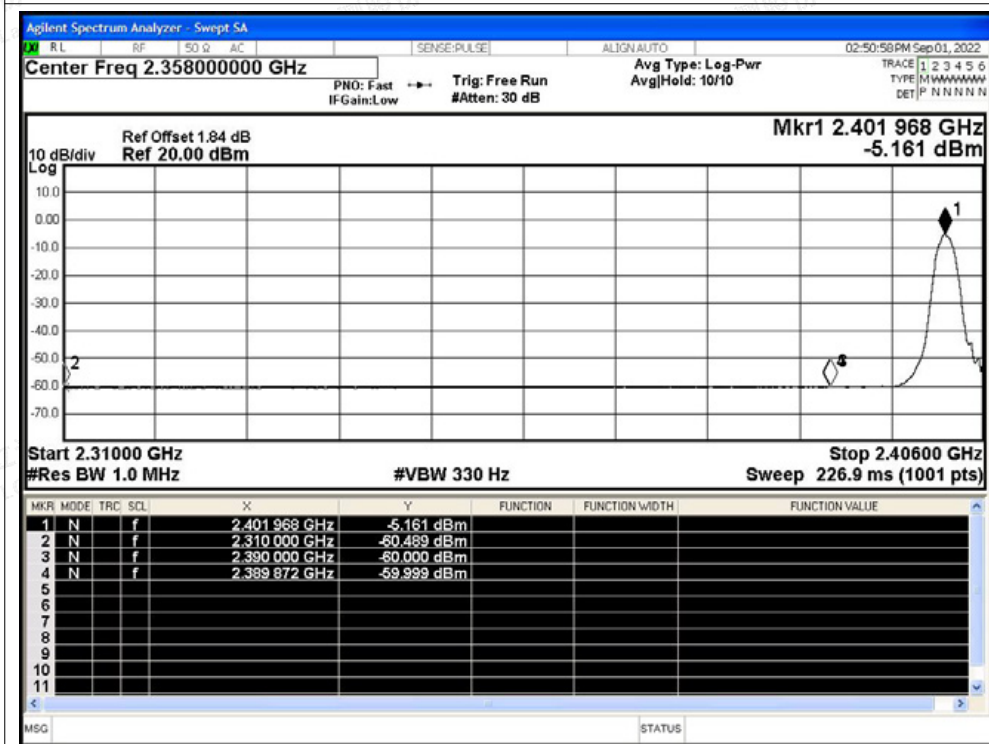 Agilent Spectrum Analyzer - Swept SA
RL RF 50 Ω AC SENSE:PULSE ALIGN AUTO 02:50:58 PM Sep 01, 2022
Center Freq 2.358000000 GHz
PNO: Fast Trig: Free Run Avg Type: Log-Pwr TRACE 1 2 3 4 5 6
IFGain:Low #Atten: 30 dB Avg|Hold: 10/10 TYPE M WWWWW
DET P N N N N N
Mkr1 2.401 968 GHz
-5.161 dBm
Ref Offset 1.84 dB
10 dB/div Ref 20.00 dBm
Log
10.0
1
0.00
-10.0
-20.0
-30.0
-40.0
-50.0
2
4
-60.0
-70.0
Start 2.31000 GHz Stop 2.40600 GHz
#Res BW 1.0 MHz #VBW 330 Hz Sweep 226.9 ms (1001 pts)
MKR MODE TRC SCL X Y FUNCTION FUNCTION WIDTH FUNCTION VALUE
1 N f 2.401 968 GHz -5.161 dBm
2 N f 2.310 000 GHz -60.489 dBm
3 N f 2.390 000 GHz -60.000 dBm
4 N f 2.389 872 GHz -59.999 dBm
5
6
7
8
9
10
11
MSG STATUS